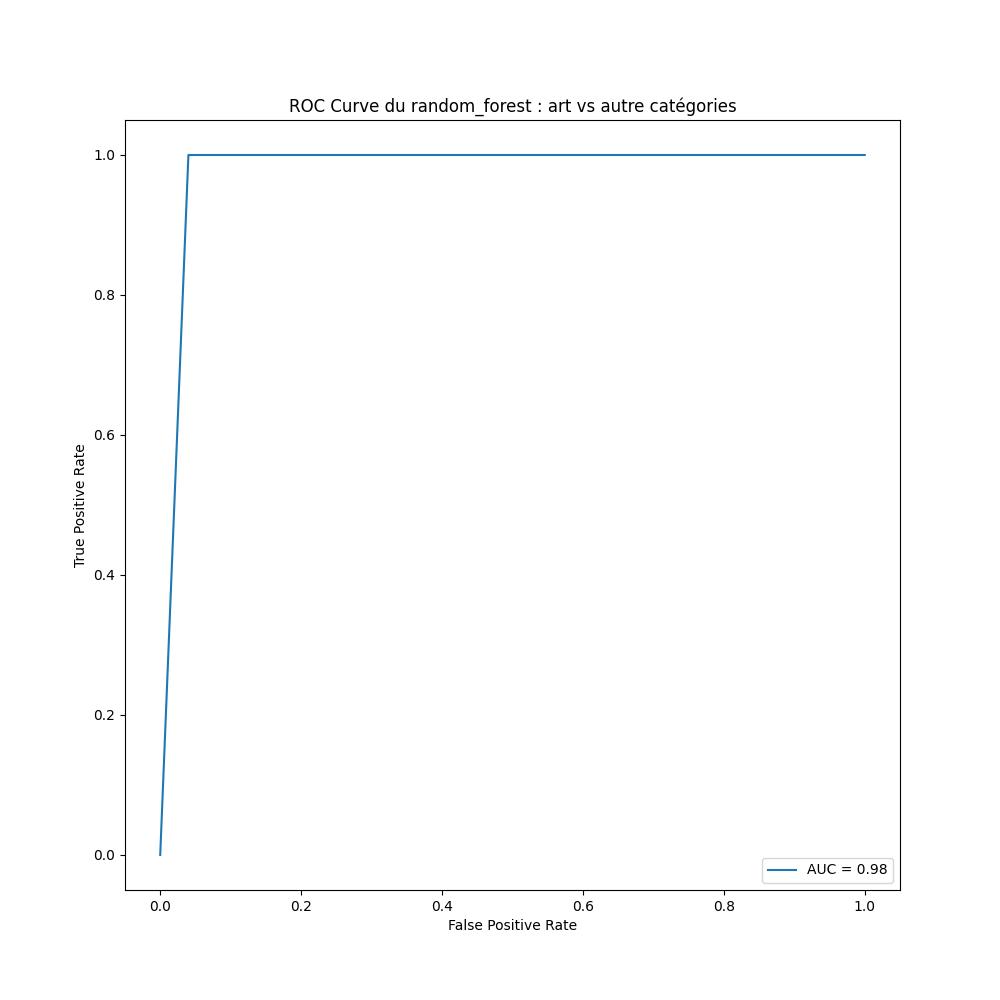 ROC Curve du random_forest : art vs autre catégories
True Positive Rate
1.0
0.8
0.6
0.4
0.2
0.0
AUC = 0.98
0.0 0.2 0.4 0.6 0.8 1.0
False Positive Rate